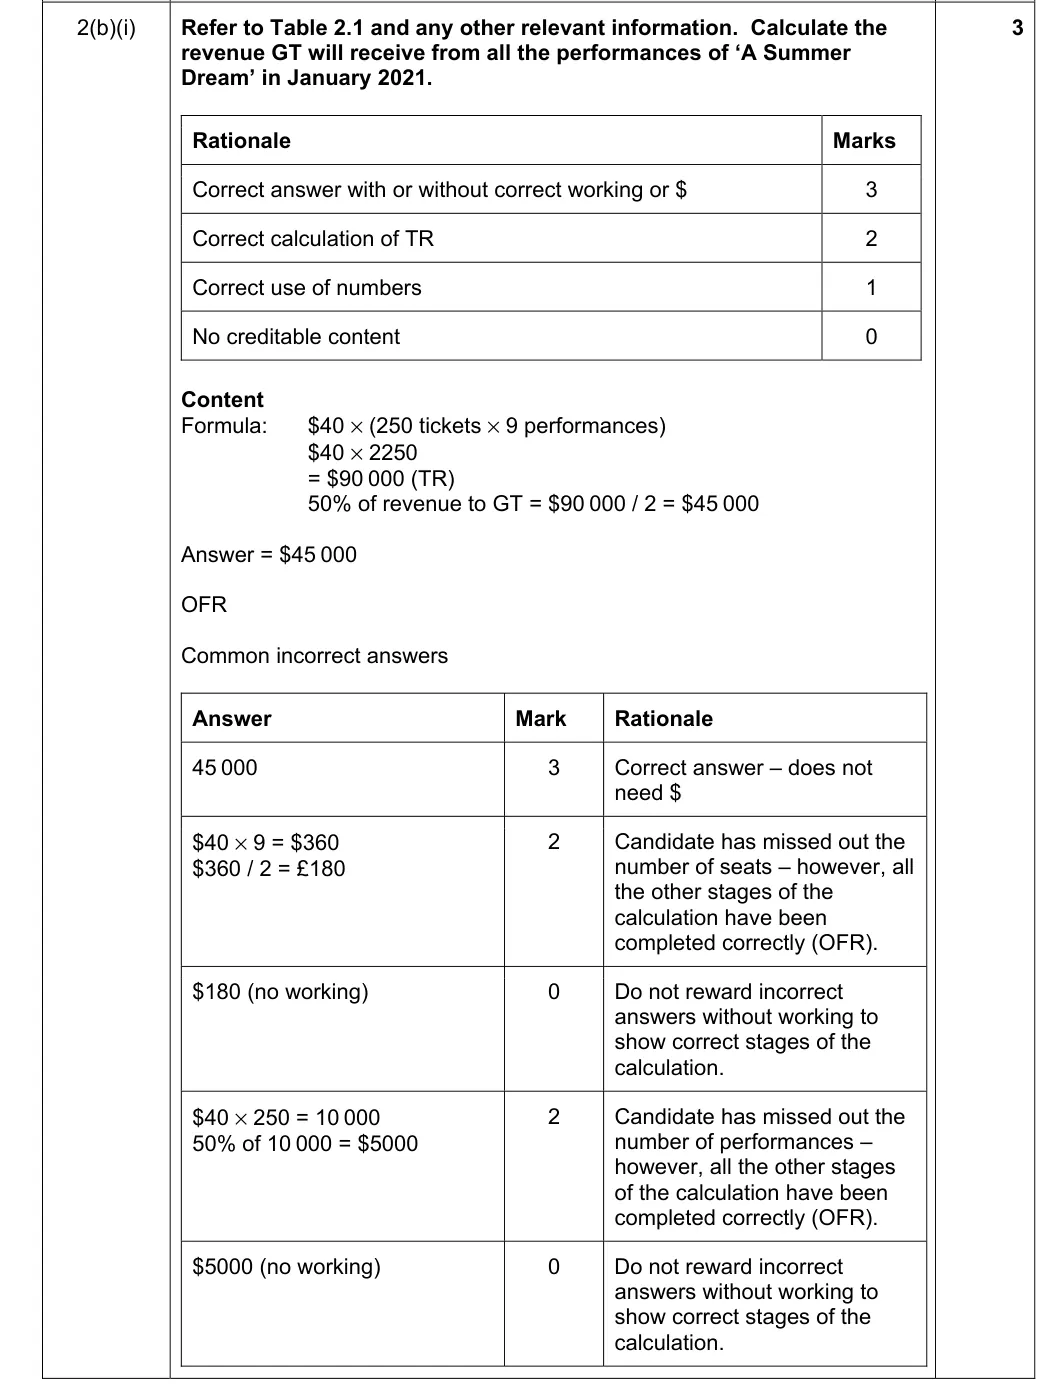 2(b)(i)
Refer to Table 2.1 and any other relevant information.  Calculate the
revenue GT will receive from all the performances of ‘A Summer
Dream’ in January 2021.
3
Rationale Marks
Correct answer with or without correct working or $ 3
Correct calculation of TR 2
Correct use of numbers 1
No creditable content 0
Content
Formula: $40 × (250 tickets × 9 performances)
$40 × 2250
= $90 000 (TR)
50% of revenue to GT = $90 000 / 2 = $45 000
Answer = $45 000
OFR
Common incorrect answers
Answer Mark Rationale
45 000 3 Correct answer – does not
need $
$40 × 9 = $360 2 Candidate has missed out the
$360 / 2 = £180 number of seats – however, all
the other stages of the
calculation have been
completed correctly (OFR).
$180 (no working) 0 Do not reward incorrect
answers without working to
show correct stages of the
calculation.
$40 × 250 = 10 000 2 Candidate has missed out the
50% of 10 000 = $5000 number of performances –
however, all the other stages
of the calculation have been
completed correctly (OFR).
$5000 (no working) 0 Do not reward incorrect
answers without working to
show correct stages of the
calculation.